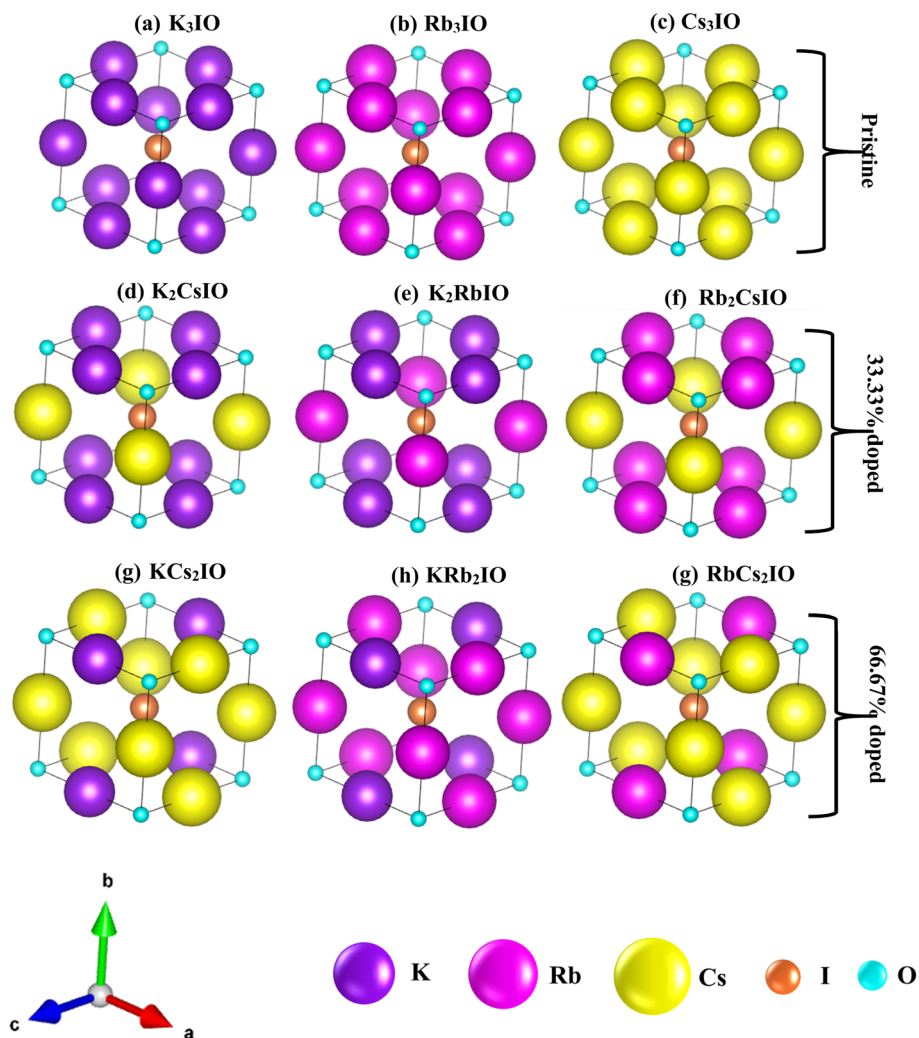 (a) K₃IO
(b) Rb₃IO
(c) Cs₃IO
Pristine
(d) K₂CsIO
(e) K₂RbIO
(f) Rb₂CsIO
33.33% doped
(g) KCs₂IO
(h) KRb₂IO
(g) RbCs₂IO
66.67% doped
b
c
a
K
Rb
Cs
I
O